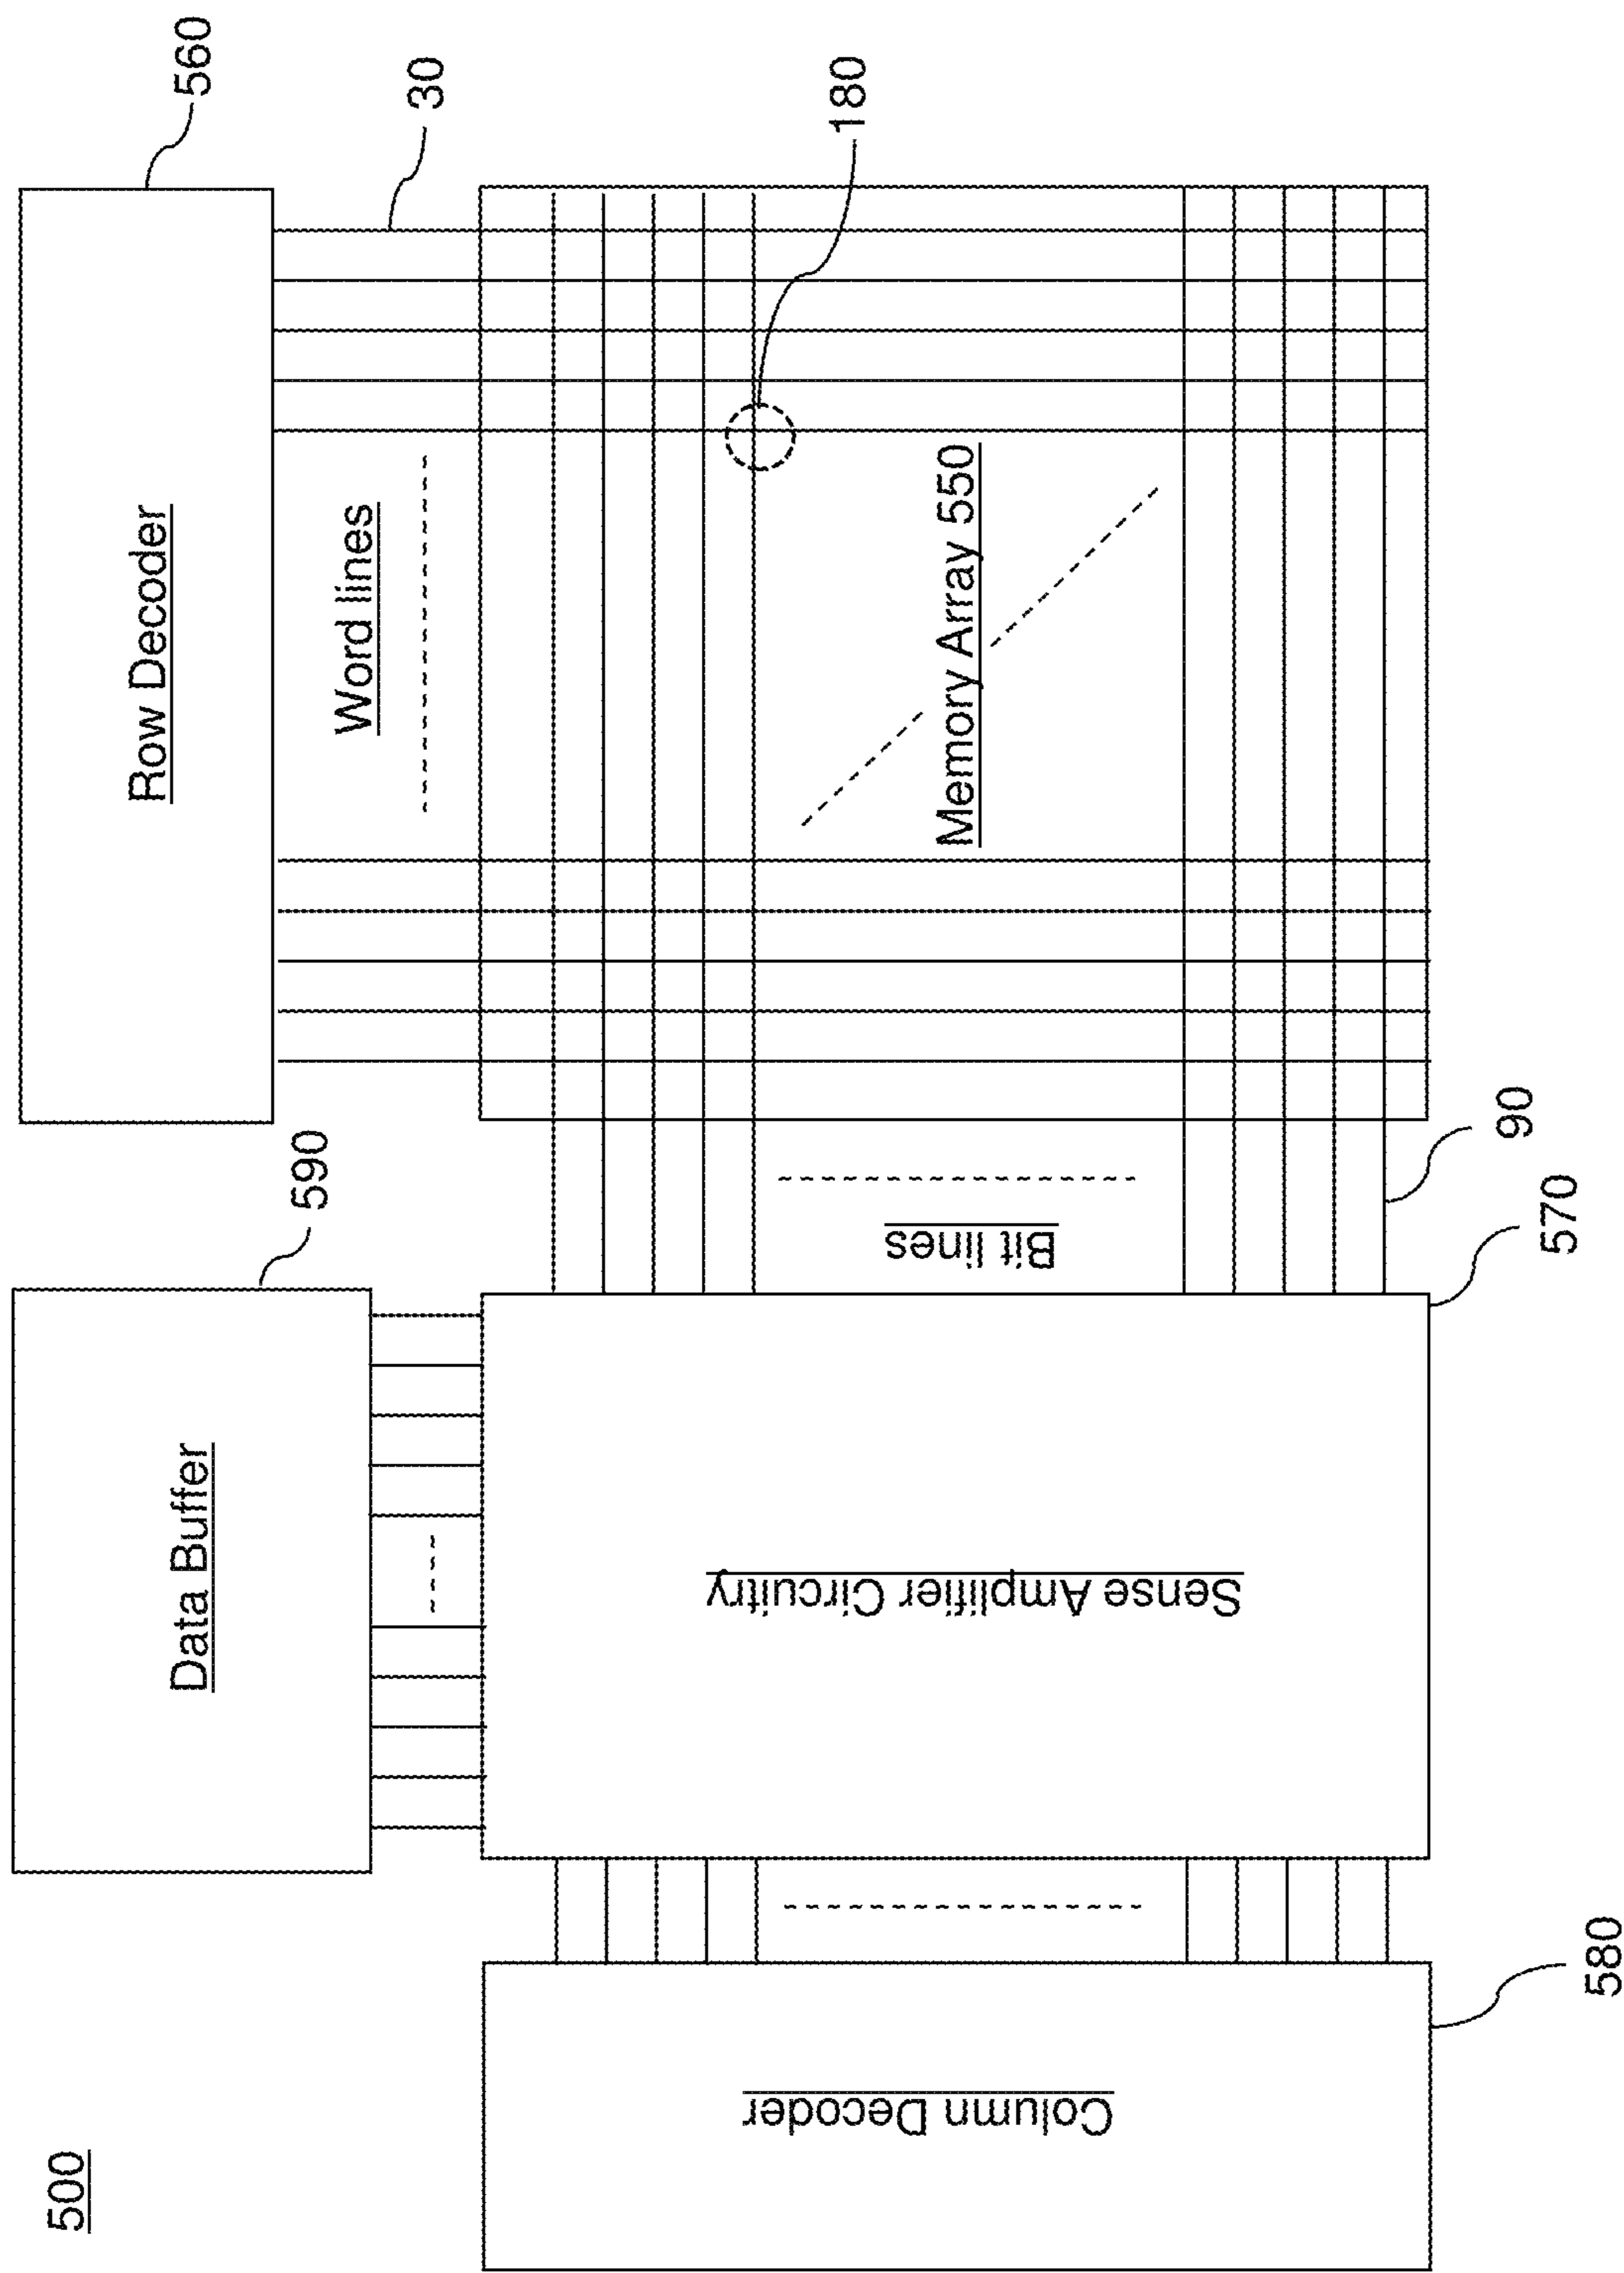 500
Row Decoder
560
Word lines
30
180
Memory Array 550
Data Buffer
590
Bit lines
90
Sense Amplifier Circuitry
570
Column Decoder
580